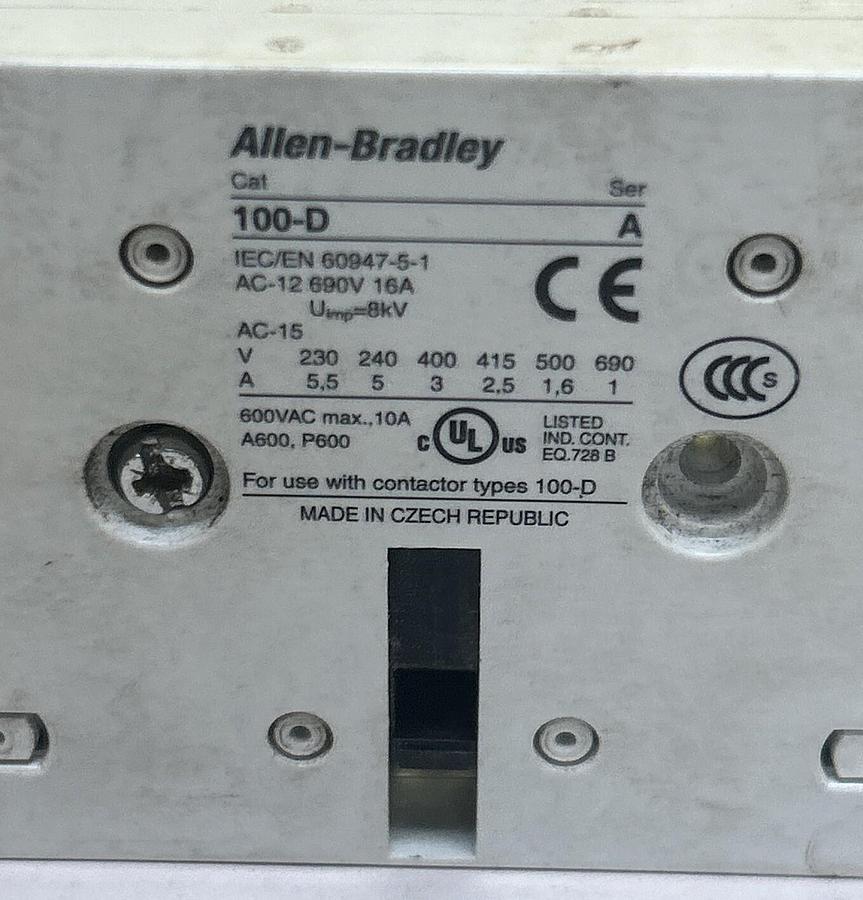 Allen-Bradley
Cat Ser
100-D A
IEC/EN 60947-5-1
AC-12 690V 16A
Uimp=8kV
CE
AC-15
V 230 240 400 415 500 690
A 5,5 5 3 2,5 1,6 1
CCC S
600VAC max.,10A
A600, P600
c UL us
LISTED
IND. CONT.
EQ.728 B
For use with contactor types 100-D
MADE IN CZECH REPUBLIC